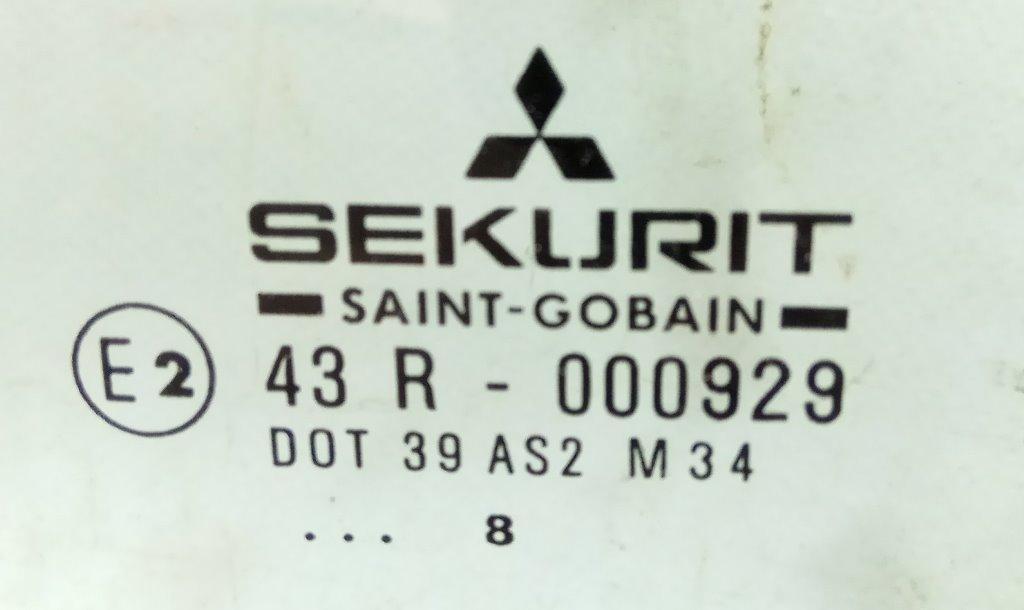 SEKURIT
SAINT-GOBAIN
E2 43 R - 000929
DOT 39 AS2 M34
... 8